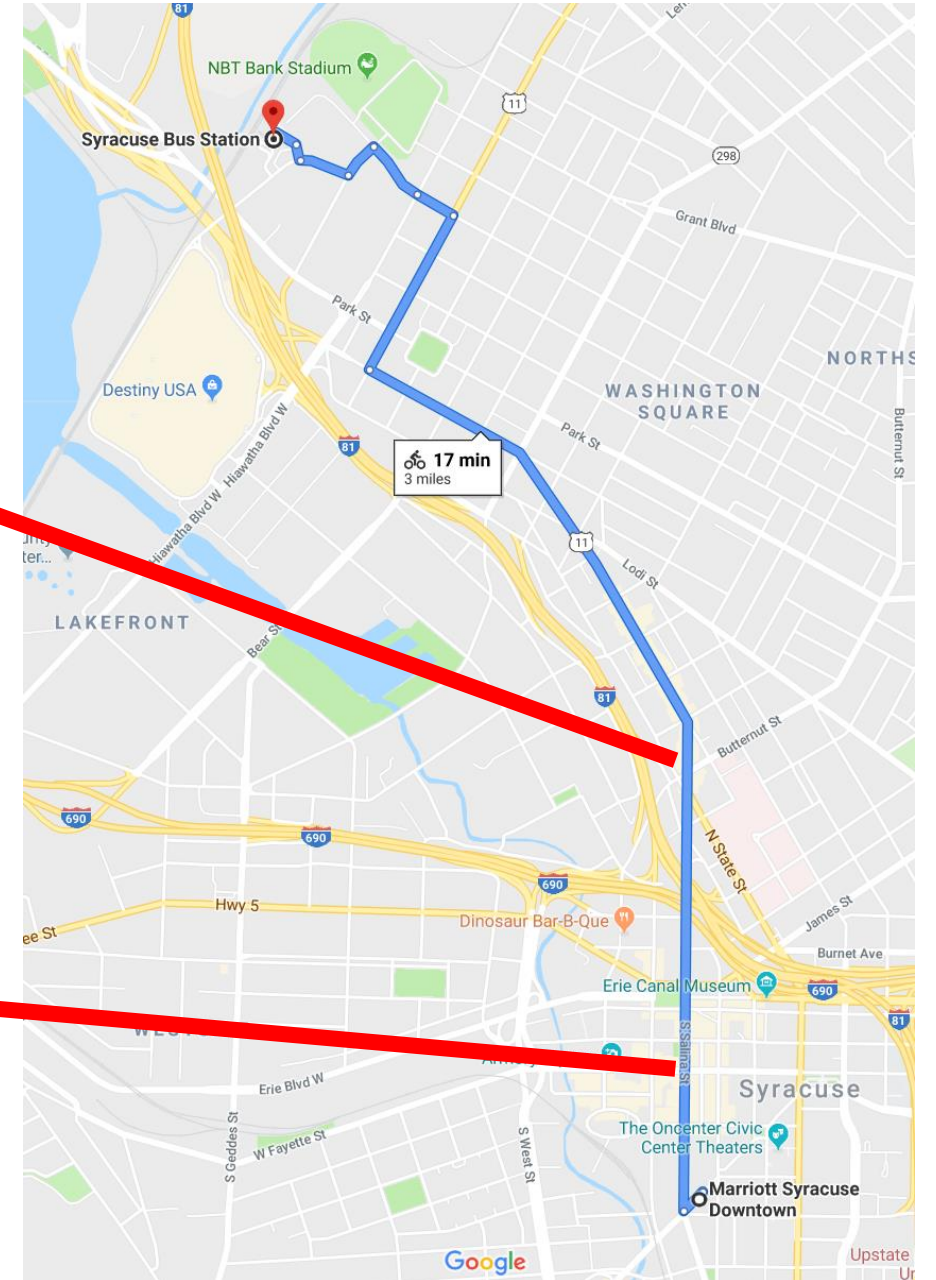 81
NBT Bank Stadium
11
Syracuse Bus Station
298
Grant Blvd
Park St
NORTHS
Destiny USA
WASHINGTON
SQUARE
Butternut St
Park St
81
17 min
3 miles
Hiawatha Blvd W
Hiawatha Blvd W
11
Lodi St
LAKEFRONT
Bear St
81
Butternut St
690
690
N State St
690
Hwy 5
James St
Dinosaur Bar-B-Que
ee St
Burnet Ave
Erie Canal Museum
690
81
S Salina St
Erie Blvd W
Syracuse
S Geddes St
W Fayette St
S West St
The Oncenter Civic
Center Theaters
Marriott Syracuse
Downtown
Google
Upstate